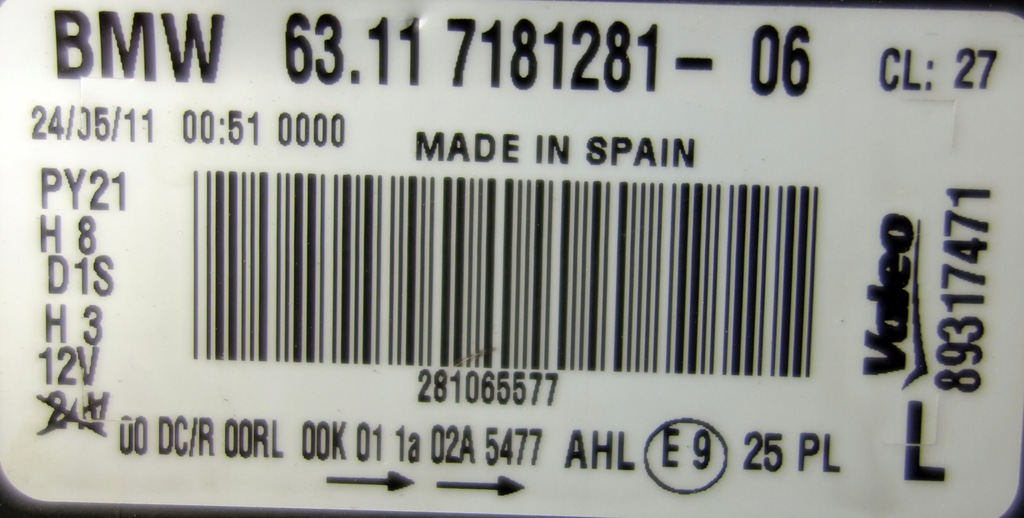 BMW 63.11 7181281- 06 CL: 27
24/05/11 00:51 0000
MADE IN SPAIN
PY21
H 8
D1S
H 3
12V
281065577
00 DC/R 00RL 00K 01 1a 02A 5477 AHL E 9 25 PL
Valeo
89317471
L